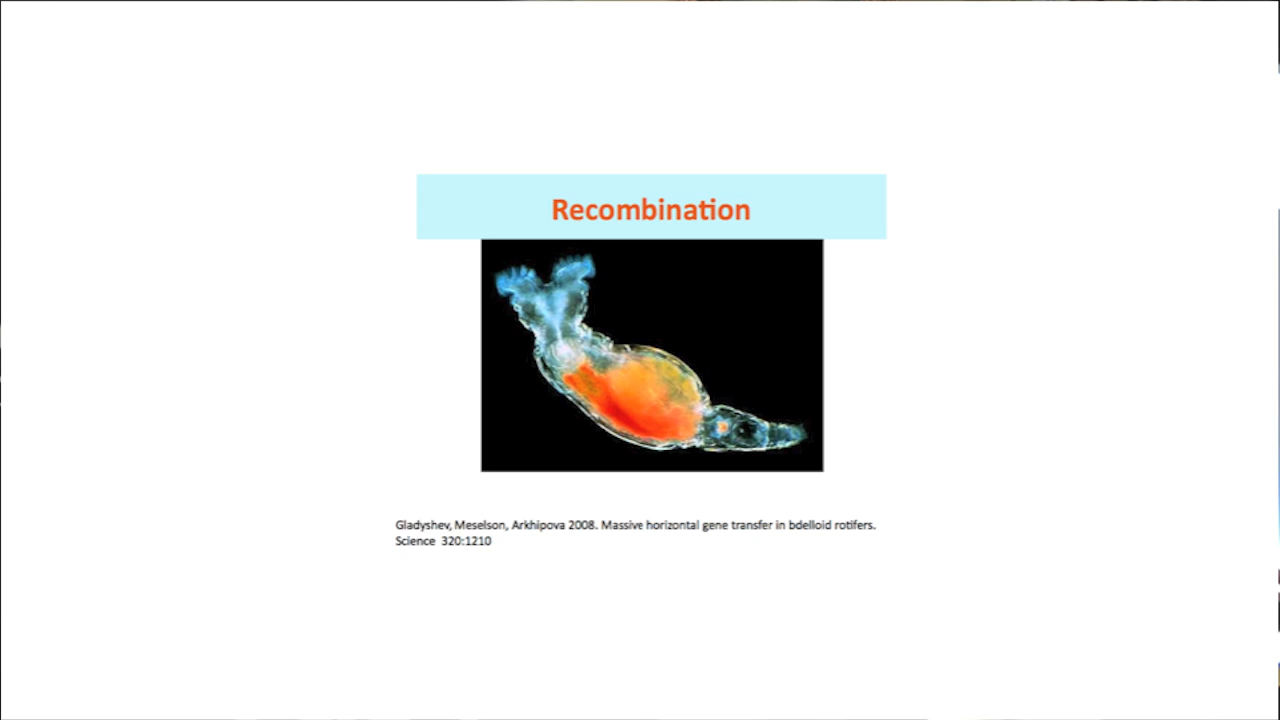 Recombination
Gladyshev, Meselson, Arkhipova 2008. Massive horizontal gene transfer in bdelloid rotifers.
Science 320:1210